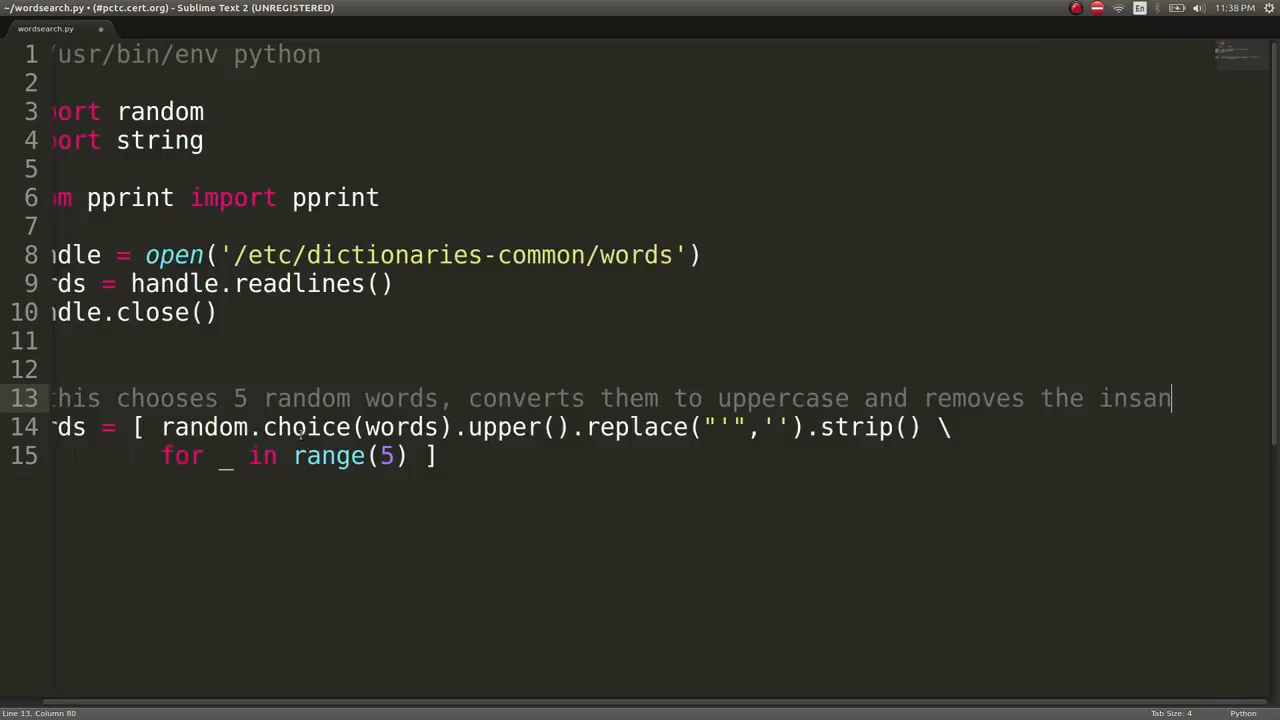 ~/wordsearch.py • (#pctc.cert.org) - Sublime Text 2 (UNREGISTERED)
En
11:38 PM
wordsearch.py
1 /usr/bin/env python
2
3 port random
4 port string
5
6 om pprint import pprint
7
8 ndle = open('/etc/dictionaries-common/words')
9 rds = handle.readlines()
10 ndle.close()
11
12
13 this chooses 5 random words, converts them to uppercase and removes the insan
14 rds = [ random.choice(words).upper().replace("'",'').strip() \
15 for _ in range(5) ]
Line 13, Column 80
Tab Size: 4
Python